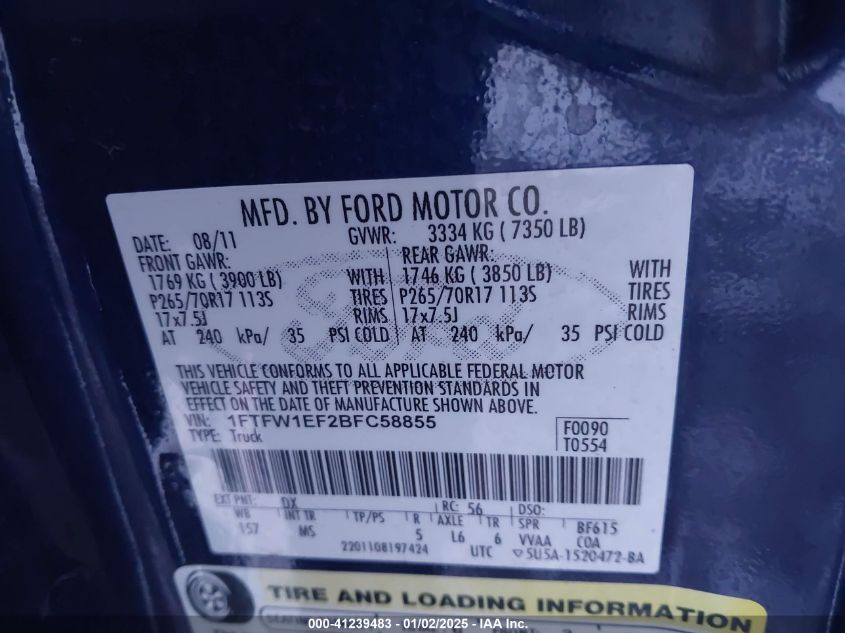 MFD. BY FORD MOTOR CO.
DATE: 08/11 GVWR: 3334 KG ( 7350 LB)
FRONT GAWR: REAR GAWR:
1769 KG ( 3900 LB) WITH 1746 KG ( 3850 LB) WITH
P265/70R17 113S TIRES P265/70R17 113S TIRES
17x7.5J RIMS 17x7.5J RIMS
AT 240 kPa/ 35 PSI COLD AT 240 kPa/ 35 PSI COLD
THIS VEHICLE CONFORMS TO ALL APPLICABLE FEDERAL MOTOR
VEHICLE SAFETY AND THEFT PREVENTION STANDARDS IN
EFFECT ON THE DATE OF MANUFACTURE SHOWN ABOVE.
VIN: 1FTFW1EF2BFC58855 F0090
TYPE: Truck T0554
EXT PNT: DX RC: 56 DSO:
WB INT TR TP/PS R AXLE TR SPR BF615
157 MS 5 L6 6 VVAA COA
2201108197424 UTC ▽5U5A-1520472-BA
TIRE AND LOADING INFORMATION
000-41239483 - 01/02/2025 - IAA Inc.